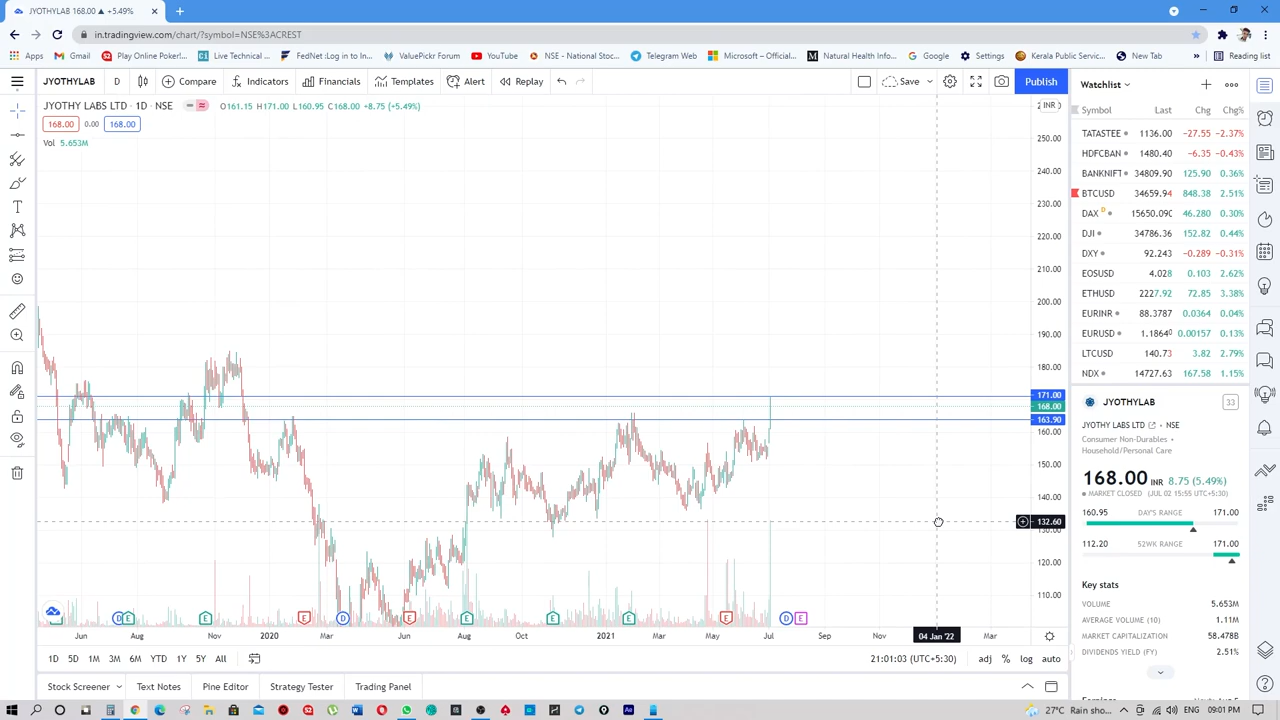 JYOTHYLAB 168.00 ▲ +5.49%
in.tradingview.com/chart/?symbol=NSE%3ACREST
Apps Gmail Play Online Poker!... Live Technical ... FedNet :Log in to In... ValuePickr Forum YouTube NSE - National Stoc... Telegram Web Microsoft – Official... Natural Health Info... Google Settings Kerala Public Servic... New Tab » Reading list
JYOTHYLAB D Compare Indicators Financials Templates Alert Replay Save Publish
JYOTHY LABS LTD · 1D · NSE O161.15 H171.00 L160.95 C168.00 +8.75 (+5.49%)
168.00 0.00 168.00
Vol 5.653M
INR
250.00
240.00
230.00
220.00
210.00
200.00
190.00
180.00
171.00
168.00
163.90
160.00
150.00
140.00
132.60
130.00
120.00
110.00
D E E E D E E E E E D E
Jun Aug Nov 2020 Mar Jun Aug Oct 2021 Mar May Jul Sep Nov 04 Jan '22 Mar
1D 5D 1M 3M 6M YTD 1Y 5Y All 21:01:03 (UTC+5:30) adj % log auto
Stock Screener Text Notes Pine Editor Strategy Tester Trading Panel
Watchlist
Symbol Last Chg Chg%
TATASTEE 1136.00 −27.55 −2.37%
HDFCBAN 1480.40 −6.35 −0.43%
BANKNIFT 34809.90 125.90 0.36%
BTCUSD 34659.94 848.38 2.51%
DAX D 15650.090 46.280 0.30%
DJI 34786.36 152.82 0.44%
DXY 92.243 −0.289 −0.31%
EOSUSD 4.028 0.103 2.62%
ETHUSD 2227.92 72.85 3.38%
EURINR 88.3787 0.0364 0.04%
EURUSD 1.18640 0.00157 0.13%
LTCUSD 140.73 3.82 2.79%
NDX 14727.63 167.58 1.15%
JYOTHYLAB 33
JYOTHY LABS LTD · NSE
Consumer Non-Durables •
Household/Personal Care
168.00 INR 8.75 (5.49%)
MARKET CLOSED (JUL 02 15:55 UTC+5:30)
160.95 DAY'S RANGE 171.00
112.20 52WK RANGE 171.00
Key stats
VOLUME 5.653M
AVERAGE VOLUME (10) 1.11M
MARKET CAPITALIZATION 58.478B
DIVIDENDS YIELD (FY) 2.51%
27°C Rain sho... 09:01 PM